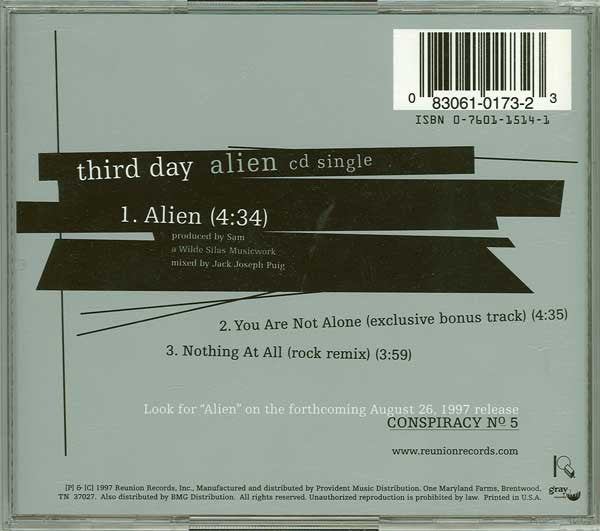 0 83061-0173-2 3
ISBN 0-7601-1514-1
third day alien cd single
1. Alien (4:34)
produced by Sam
a Wilde Silas Musicwork
mixed by Jack Joseph Puig
2. You Are Not Alone (exclusive bonus track) (4:35)
3. Nothing At All (rock remix) (3:59)
Look for "Alien" on the forthcoming August 26, 1997 release
CONSPIRACY Nº 5
www.reunionrecords.com
[P] & [C] 1997 Reunion Records, Inc., Manufactured and distributed by Provident Music Distribution. One Maryland Farms, Brentwood,
TN 37027. Also distributed by BMG Distribution. All rights reserved. Unauthorized reproduction is prohibited by law. Printed in U.S.A.
gray